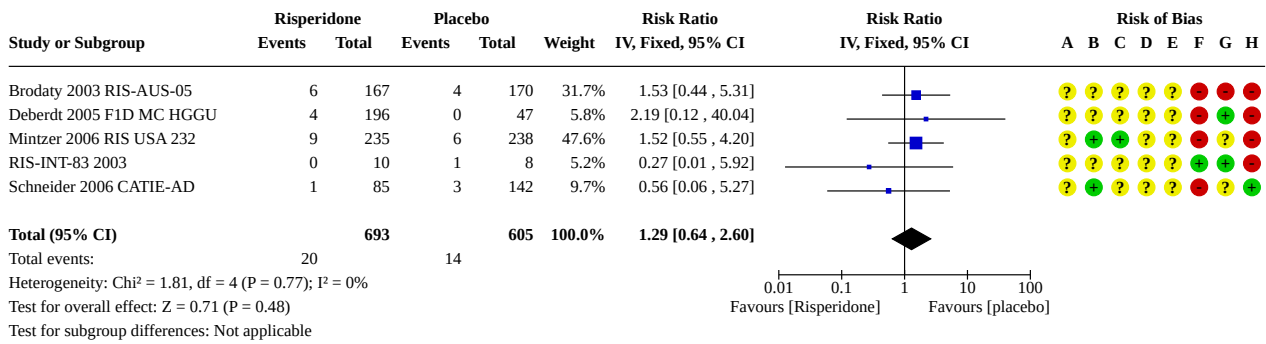 Risperidone Placebo Risk Ratio Risk Ratio Risk of Bias
Study or Subgroup Events Total Events Total Weight IV, Fixed, 95% CI IV, Fixed, 95% CI A B C D E F G H
Brodaty 2003 RIS-AUS-05 6 167 4 170 31.7% 1.53 [0.44 , 5.31] ? ? ? ? ? - - -
Deberdt 2005 F1D MC HGGU 4 196 0 47 5.8% 2.19 [0.12 , 40.04] ? ? ? ? ? - + -
Mintzer 2006 RIS USA 232 9 235 6 238 47.6% 1.52 [0.55 , 4.20] ? + + ? ? - ? -
RIS-INT-83 2003 0 10 1 8 5.2% 0.27 [0.01 , 5.92] ? ? ? ? ? + + -
Schneider 2006 CATIE-AD 1 85 3 142 9.7% 0.56 [0.06 , 5.27] ? + ? ? ? - ? +
Total (95% CI) 693 605 100.0% 1.29 [0.64 , 2.60]
Total events: 20 14
Heterogeneity: Chi² = 1.81, df = 4 (P = 0.77); I² = 0%
Test for overall effect: Z = 0.71 (P = 0.48)
Test for subgroup differences: Not applicable
0.01 0.1 1 10 100
Favours [Risperidone] Favours [placebo]